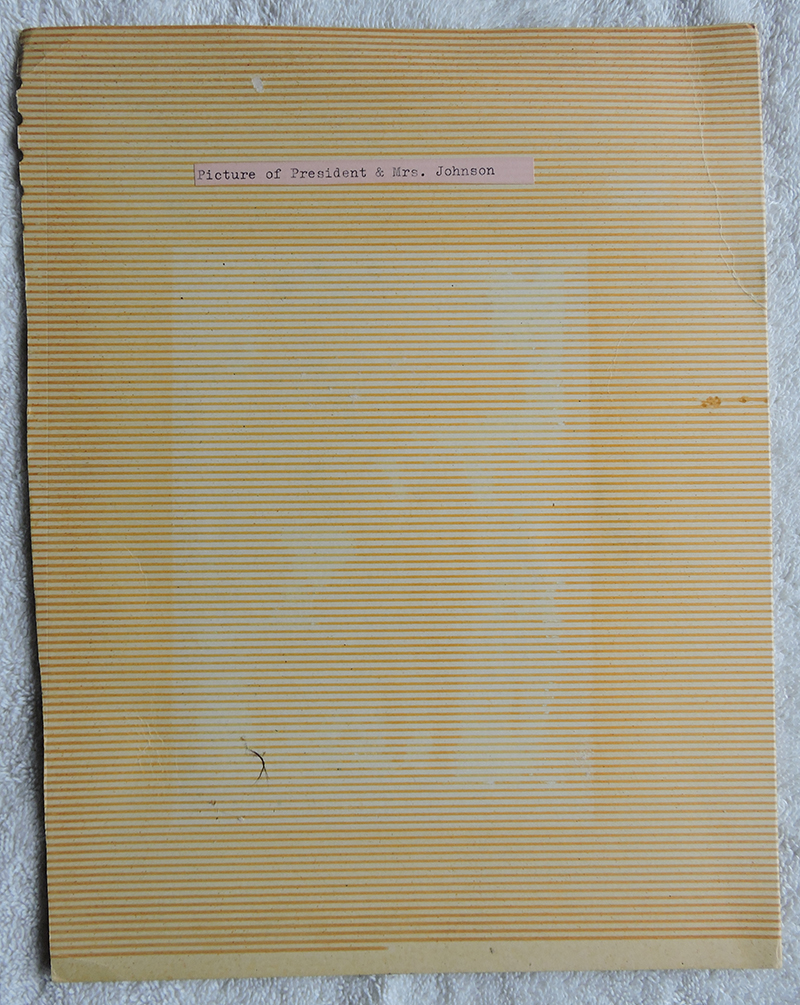 Picture of President & Mrs. Johnson